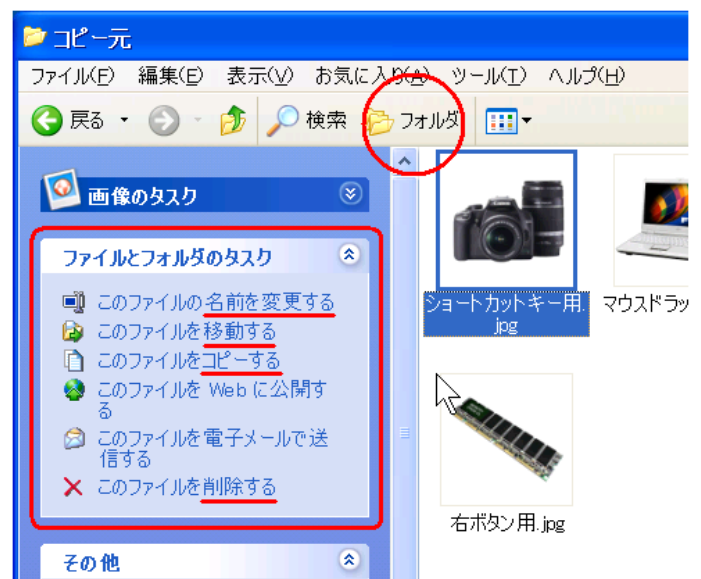 コピー元
ファイル(F) 編集(E) 表示(V) お気に入り(A) ツール(T) ヘルプ(H)
戻る 検索 フォルダ
画像のタスク
ファイルとフォルダのタスク
このファイルの名前を変更する
このファイルを移動する
このファイルをコピーする
このファイルを Web に公開す
る
このファイルを電子メールで送
信する
このファイルを削除する
その他
ショートカットキー用.
jpg
マウスドラッ
右ボタン用.jpg